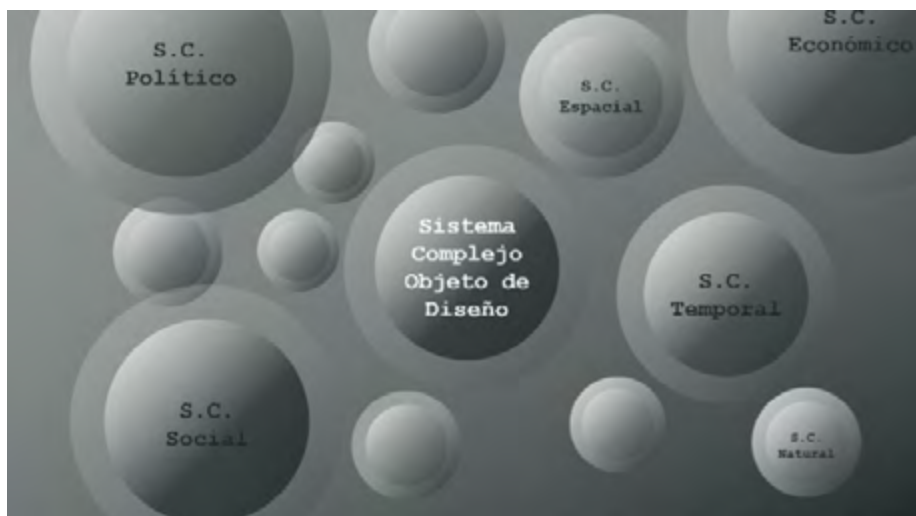 S.C.
Político
S.C.
Espacial
S.C.
Económico
Sistema
Complejo
Objeto de
Diseño
S.C.
Temporal
S.C.
Social
S.C.
Natural